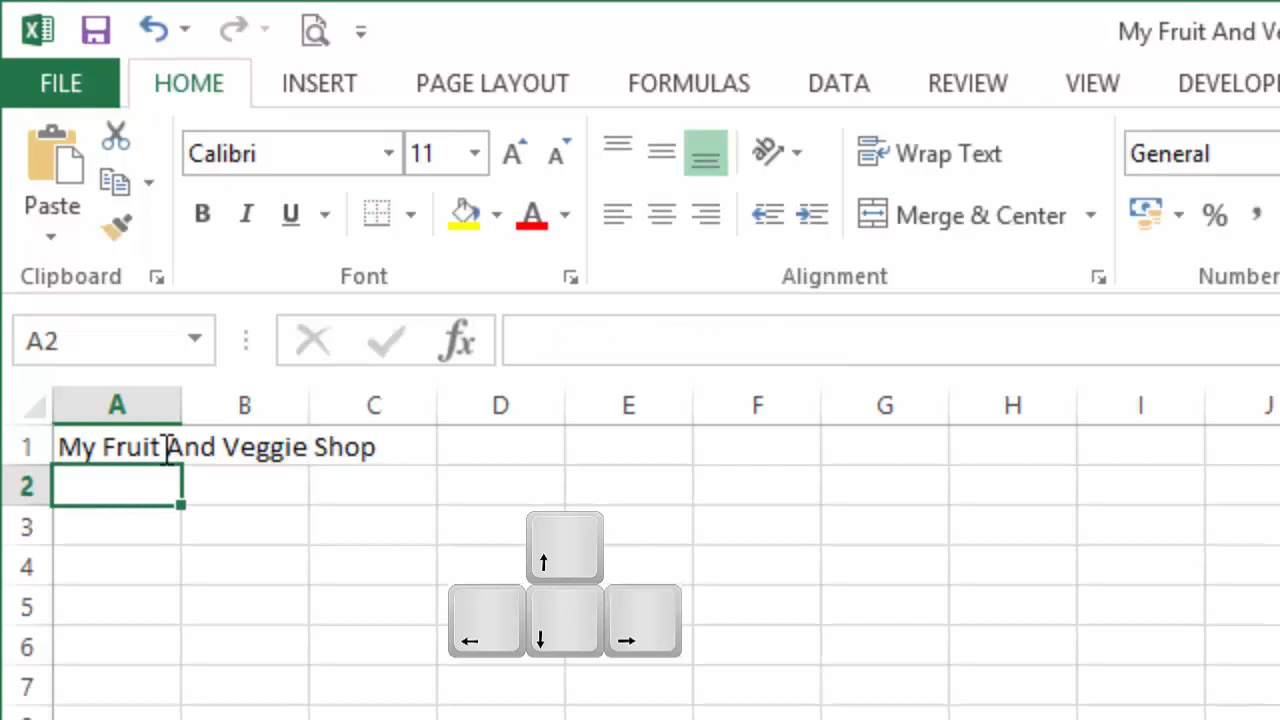 My Fruit And Ve
FILE HOME INSERT PAGE LAYOUT FORMULAS DATA REVIEW VIEW DEVELOP
Calibri 11 Wrap Text General
Paste B I U A Merge & Center %
Clipboard Font Alignment Number
A2 fx
A B C D E F G H I J
1 My Fruit And Veggie Shop
2
3
4
5
6
7